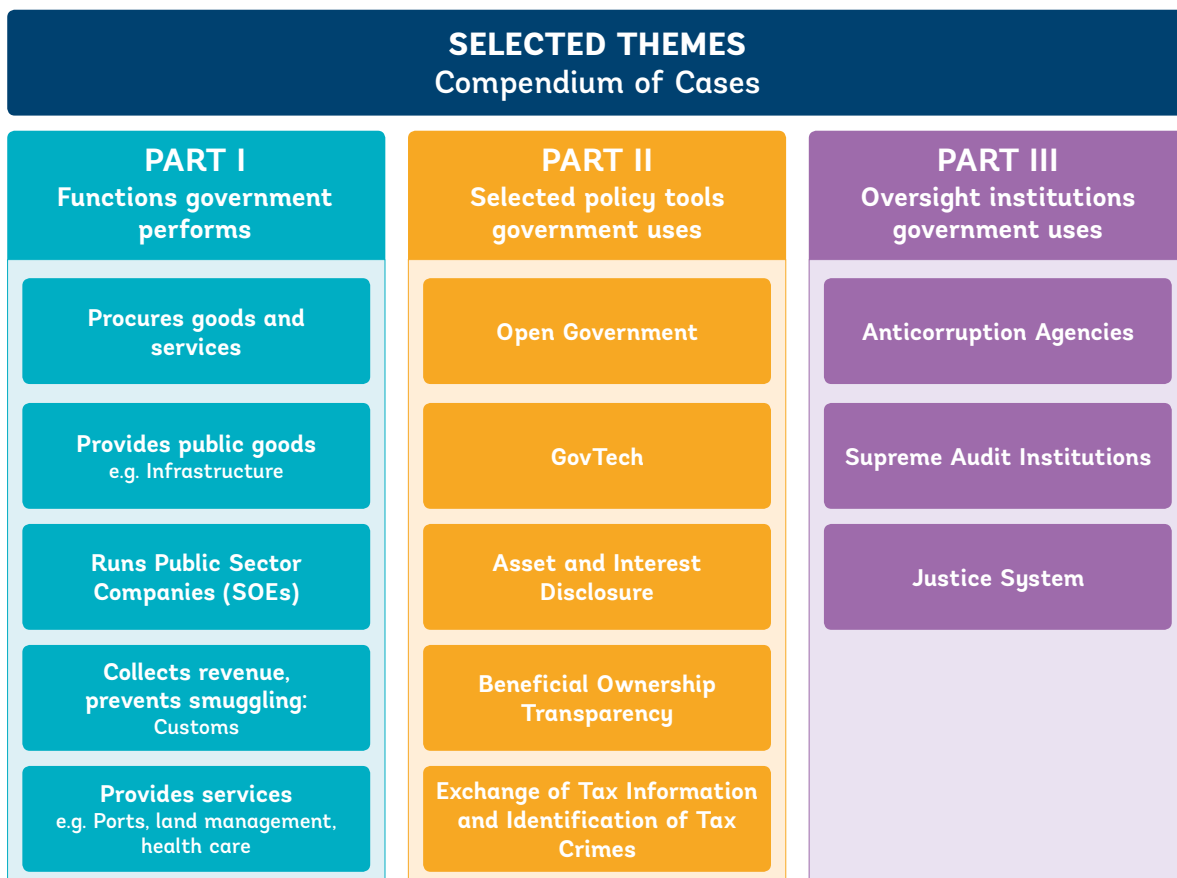 SELECTED THEMES
Compendium of Cases
PART I
Functions government
performs
Procures goods and
services
Provides public goods
e.g. Infrastructure
Runs Public Sector
Companies (SOEs)
Collects revenue,
prevents smuggling:
Customs
Provides services
e.g. Ports, land management,
health care
PART II
Selected policy tools
government uses
Open Government
GovTech
Asset and Interest
Disclosure
Beneficial Ownership
Transparency
Exchange of Tax Information
and Identification of Tax
Crimes
PART III
Oversight institutions
government uses
Anticorruption Agencies
Supreme Audit Institutions
Justice System